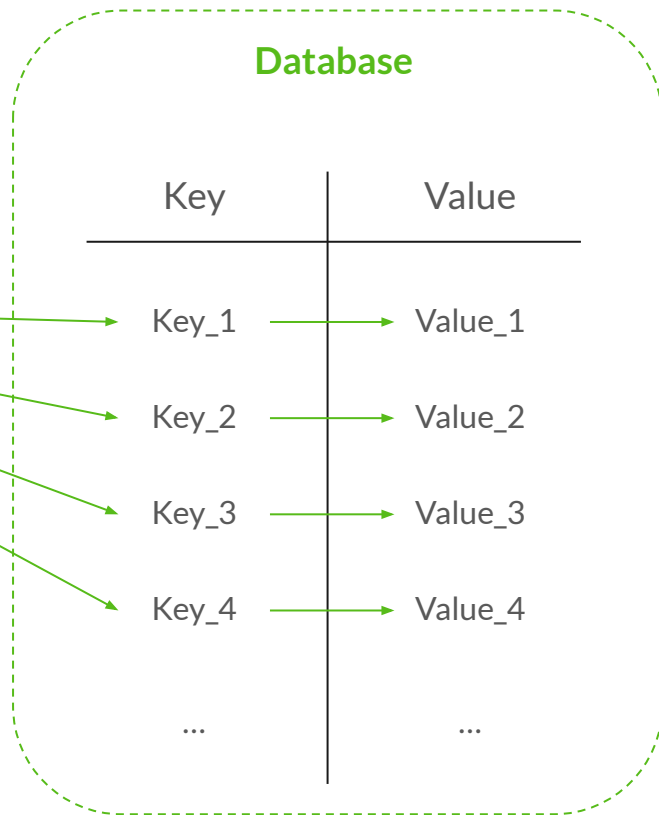 Database
Key Value
Key_1 Value_1
Key_2 Value_2
Key_3 Value_3
Key_4 Value_4
... ...